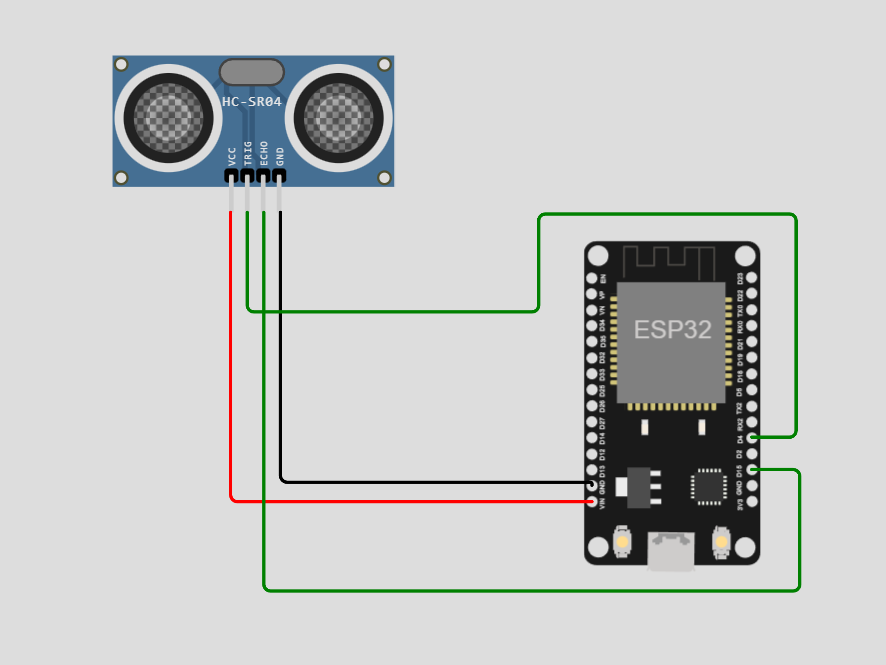 HC-SR04
VCC
TRIG
ECHO
GND
ESP32
EN
VP
VN
D34
D35
D32
D33
D25
D26
D27
D14
D12
D13
GND
VIN
D23
D22
TX0
RX0
D21
D19
D18
D5
TX2
RX2
D4
D2
D15
GND
3V3